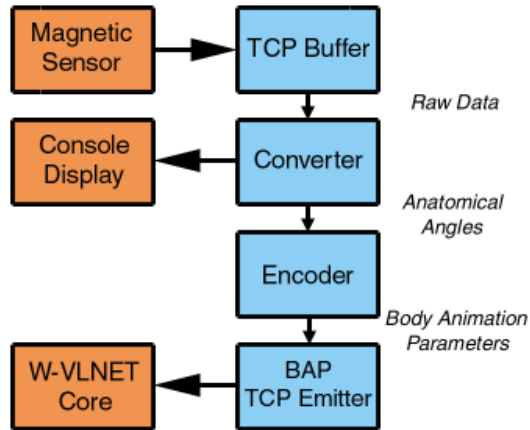 Magnetic
Sensor
TCP Buffer
Raw Data
Console
Display
Converter
Anatomical
Angles
Encoder
Body Animation
Parameters
W-VLNET
Core
BAP
TCP Emitter